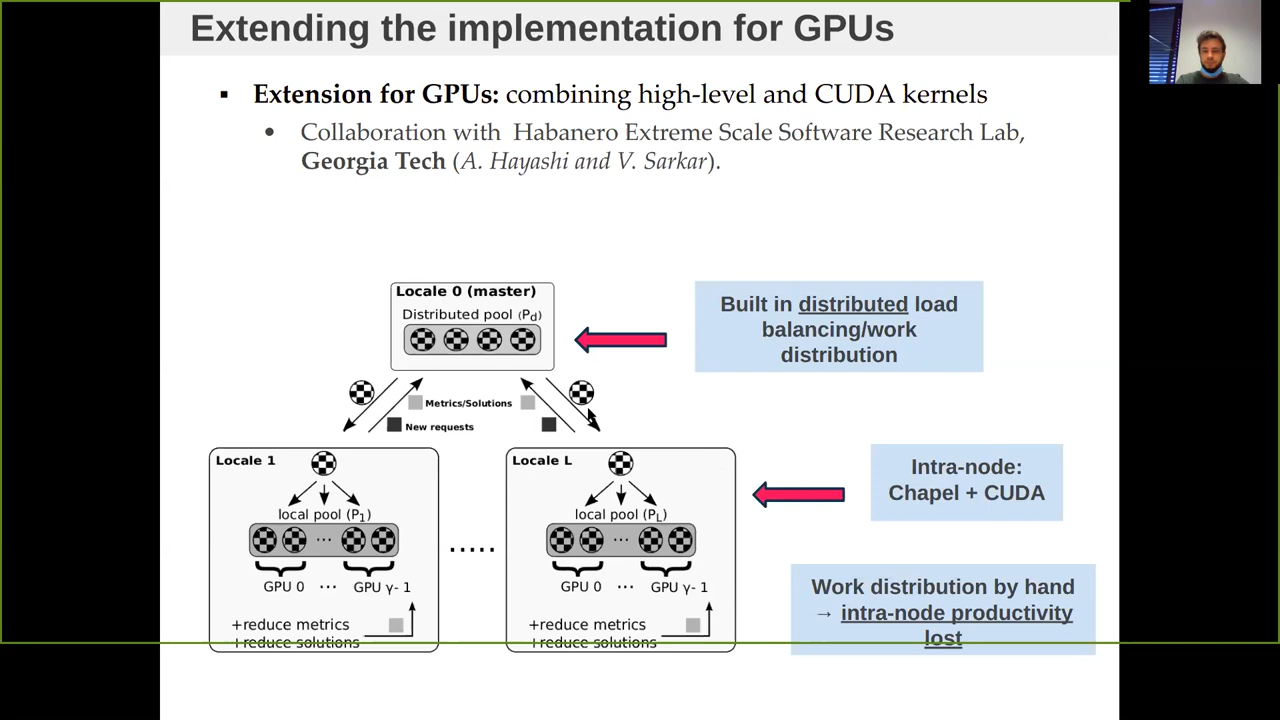 Extending the implementation for GPUs
▪ Extension for GPUs: combining high-level and CUDA kernels
• Collaboration with Habanero Extreme Scale Software Research Lab,
Georgia Tech (A. Hayashi and V. Sarkar).
Locale 0 (master)
Distributed pool (Pd)
Built in distributed load
balancing/work
distribution
Metrics/Solutions
New requests
Locale 1
local pool (P1)
...
GPU 0 ... GPU γ- 1
+reduce metrics
+reduce solutions
.....
Locale L
local pool (PL)
...
GPU 0 ... GPU γ- 1
+reduce metrics
+reduce solutions
Intra-node:
Chapel + CUDA
Work distribution by hand
→ intra-node productivity
lost